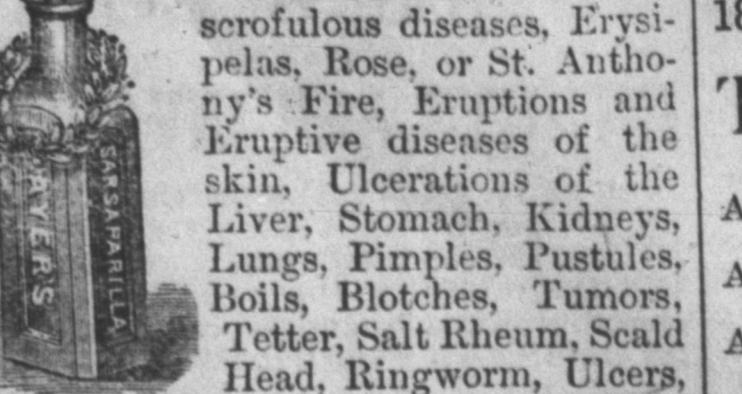 scrofulous diseases, Erysi-
pelas, Rose, or St. Antho-
ny's Fire, Eruptions and
Eruptive diseases of the
skin, Ulcerations of the
Liver, Stomach, Kidneys,
Lungs, Pimples, Pustules,
Boils, Blotches, Tumors,
Tetter, Salt Rheum, Scald
Head, Ringworm, Ulcers,
AYER'S
SARSAPARILLA
18
T
A
A
A